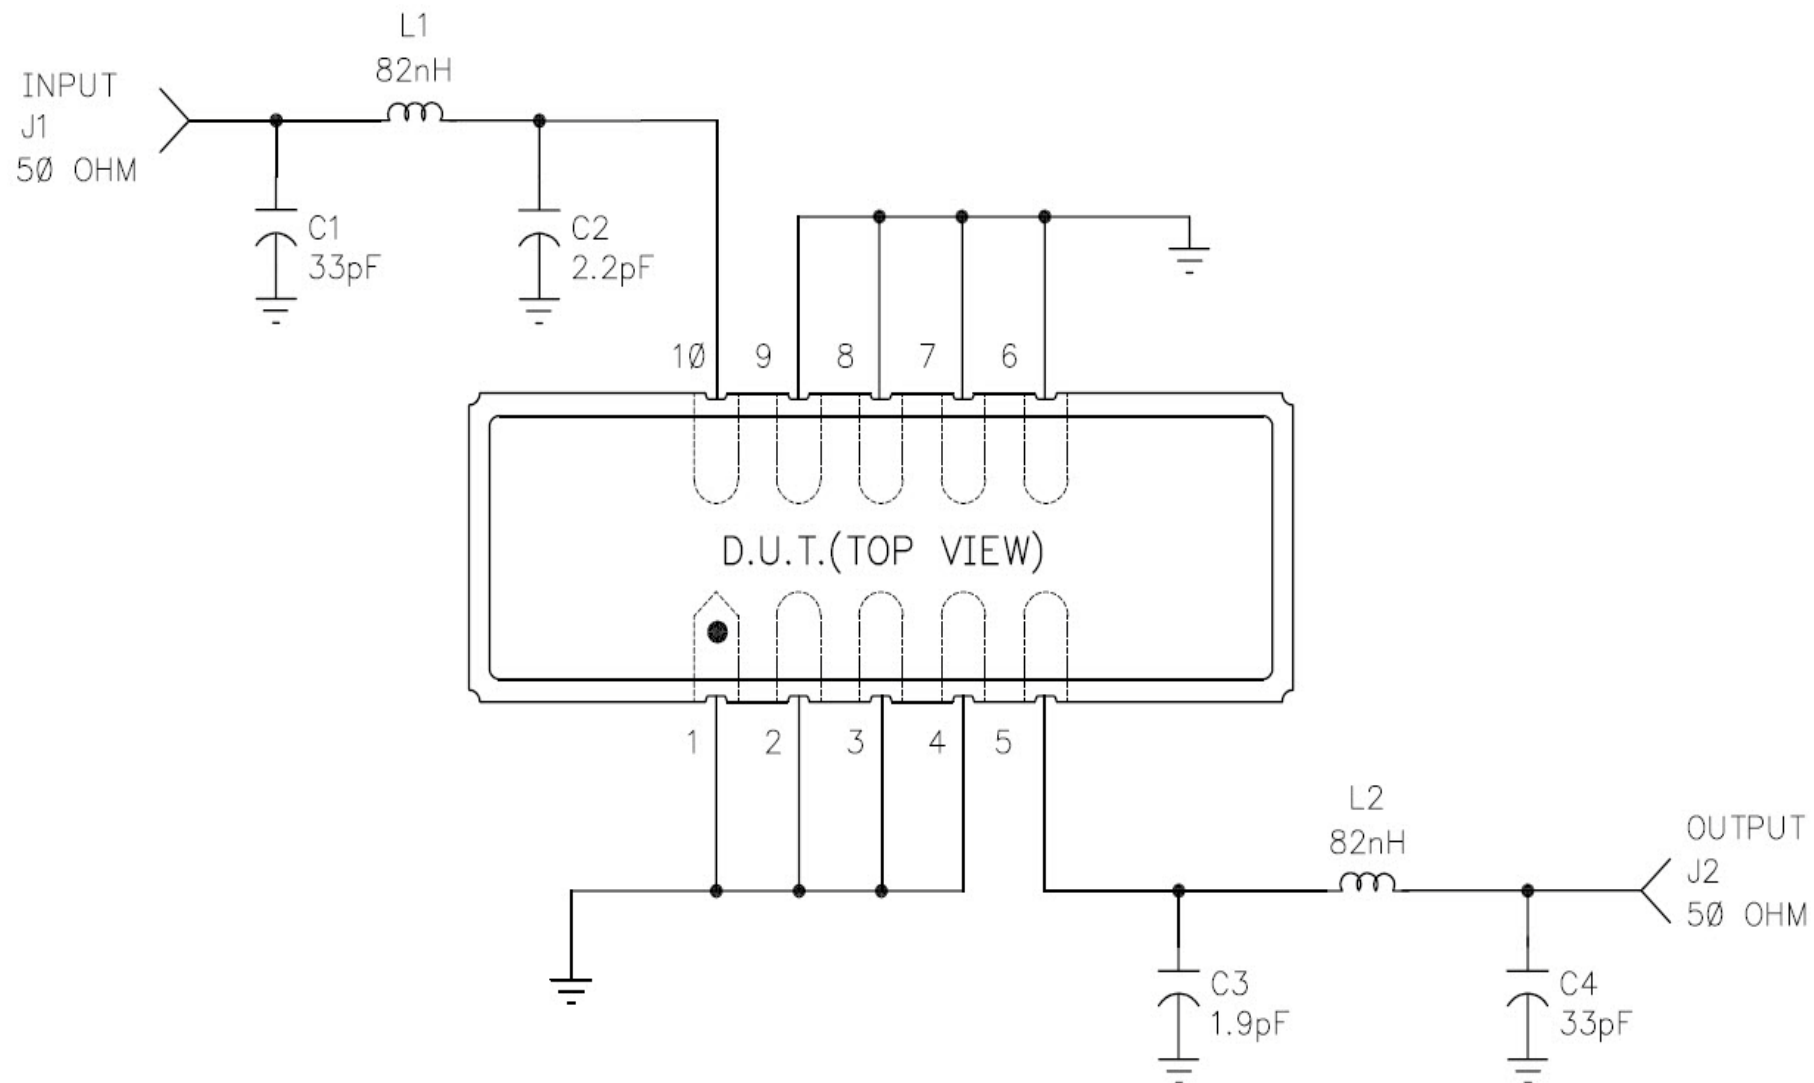 L1
82nH
INPUT
J1
5Ø OHM
C1
33pF
C2
2.2pF
1Ø 9 8 7 6
D.U.T.(TOP VIEW)
1 2 3 4 5
L2
82nH
OUTPUT
J2
5Ø OHM
C3
1.9pF
C4
33pF